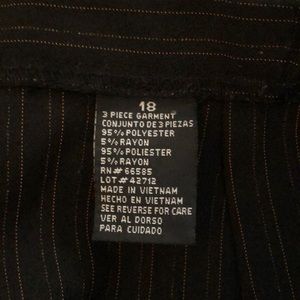 18
3 PIECE GARMENT
CONJUNTO DE 3 PIEZAS
95% POLYESTER
5% RAYON
95% POLIESTER
5% RAYON
RN# 66585
LOT# 42712
MADE IN VIETNAM
HECHO EN VIETNAM
SEE REVERSE FOR CARE
VER AL DORSO
PARA CUIDADO